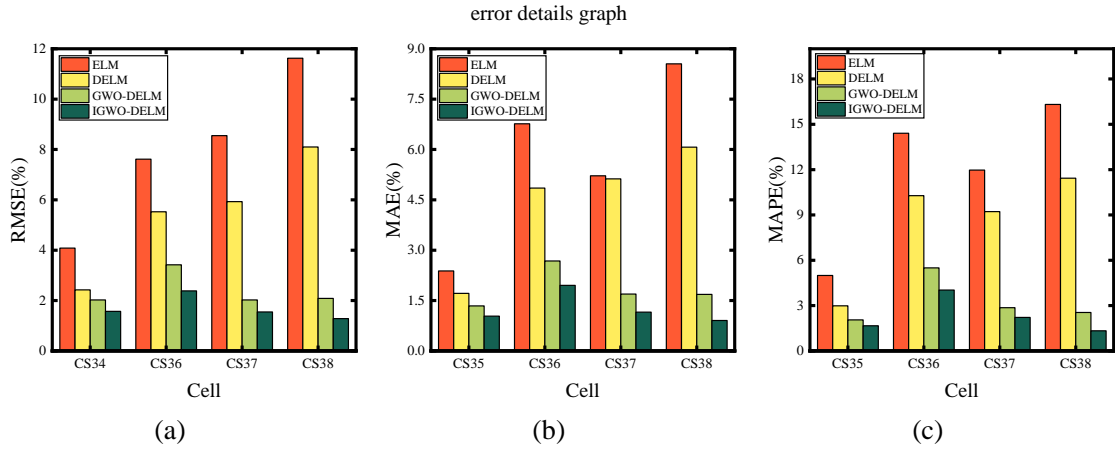 error details graph
12
10
8
6
4
2
0
RMSE(%)
ELM
DELM
GWO-DELM
IGWO-DELM
CS34 CS36 CS37 CS38
Cell
(a)
9.0
7.5
6.0
4.5
3.0
1.5
0.0
MAE(%)
ELM
DELM
GWO-DELM
IGWO-DELM
CS35 CS36 CS37 CS38
Cell
(b)
18
15
12
9
6
3
0
MAPE(%)
ELM
DELM
GWO-DELM
IGWO-DELM
CS35 CS36 CS37 CS38
Cell
(c)